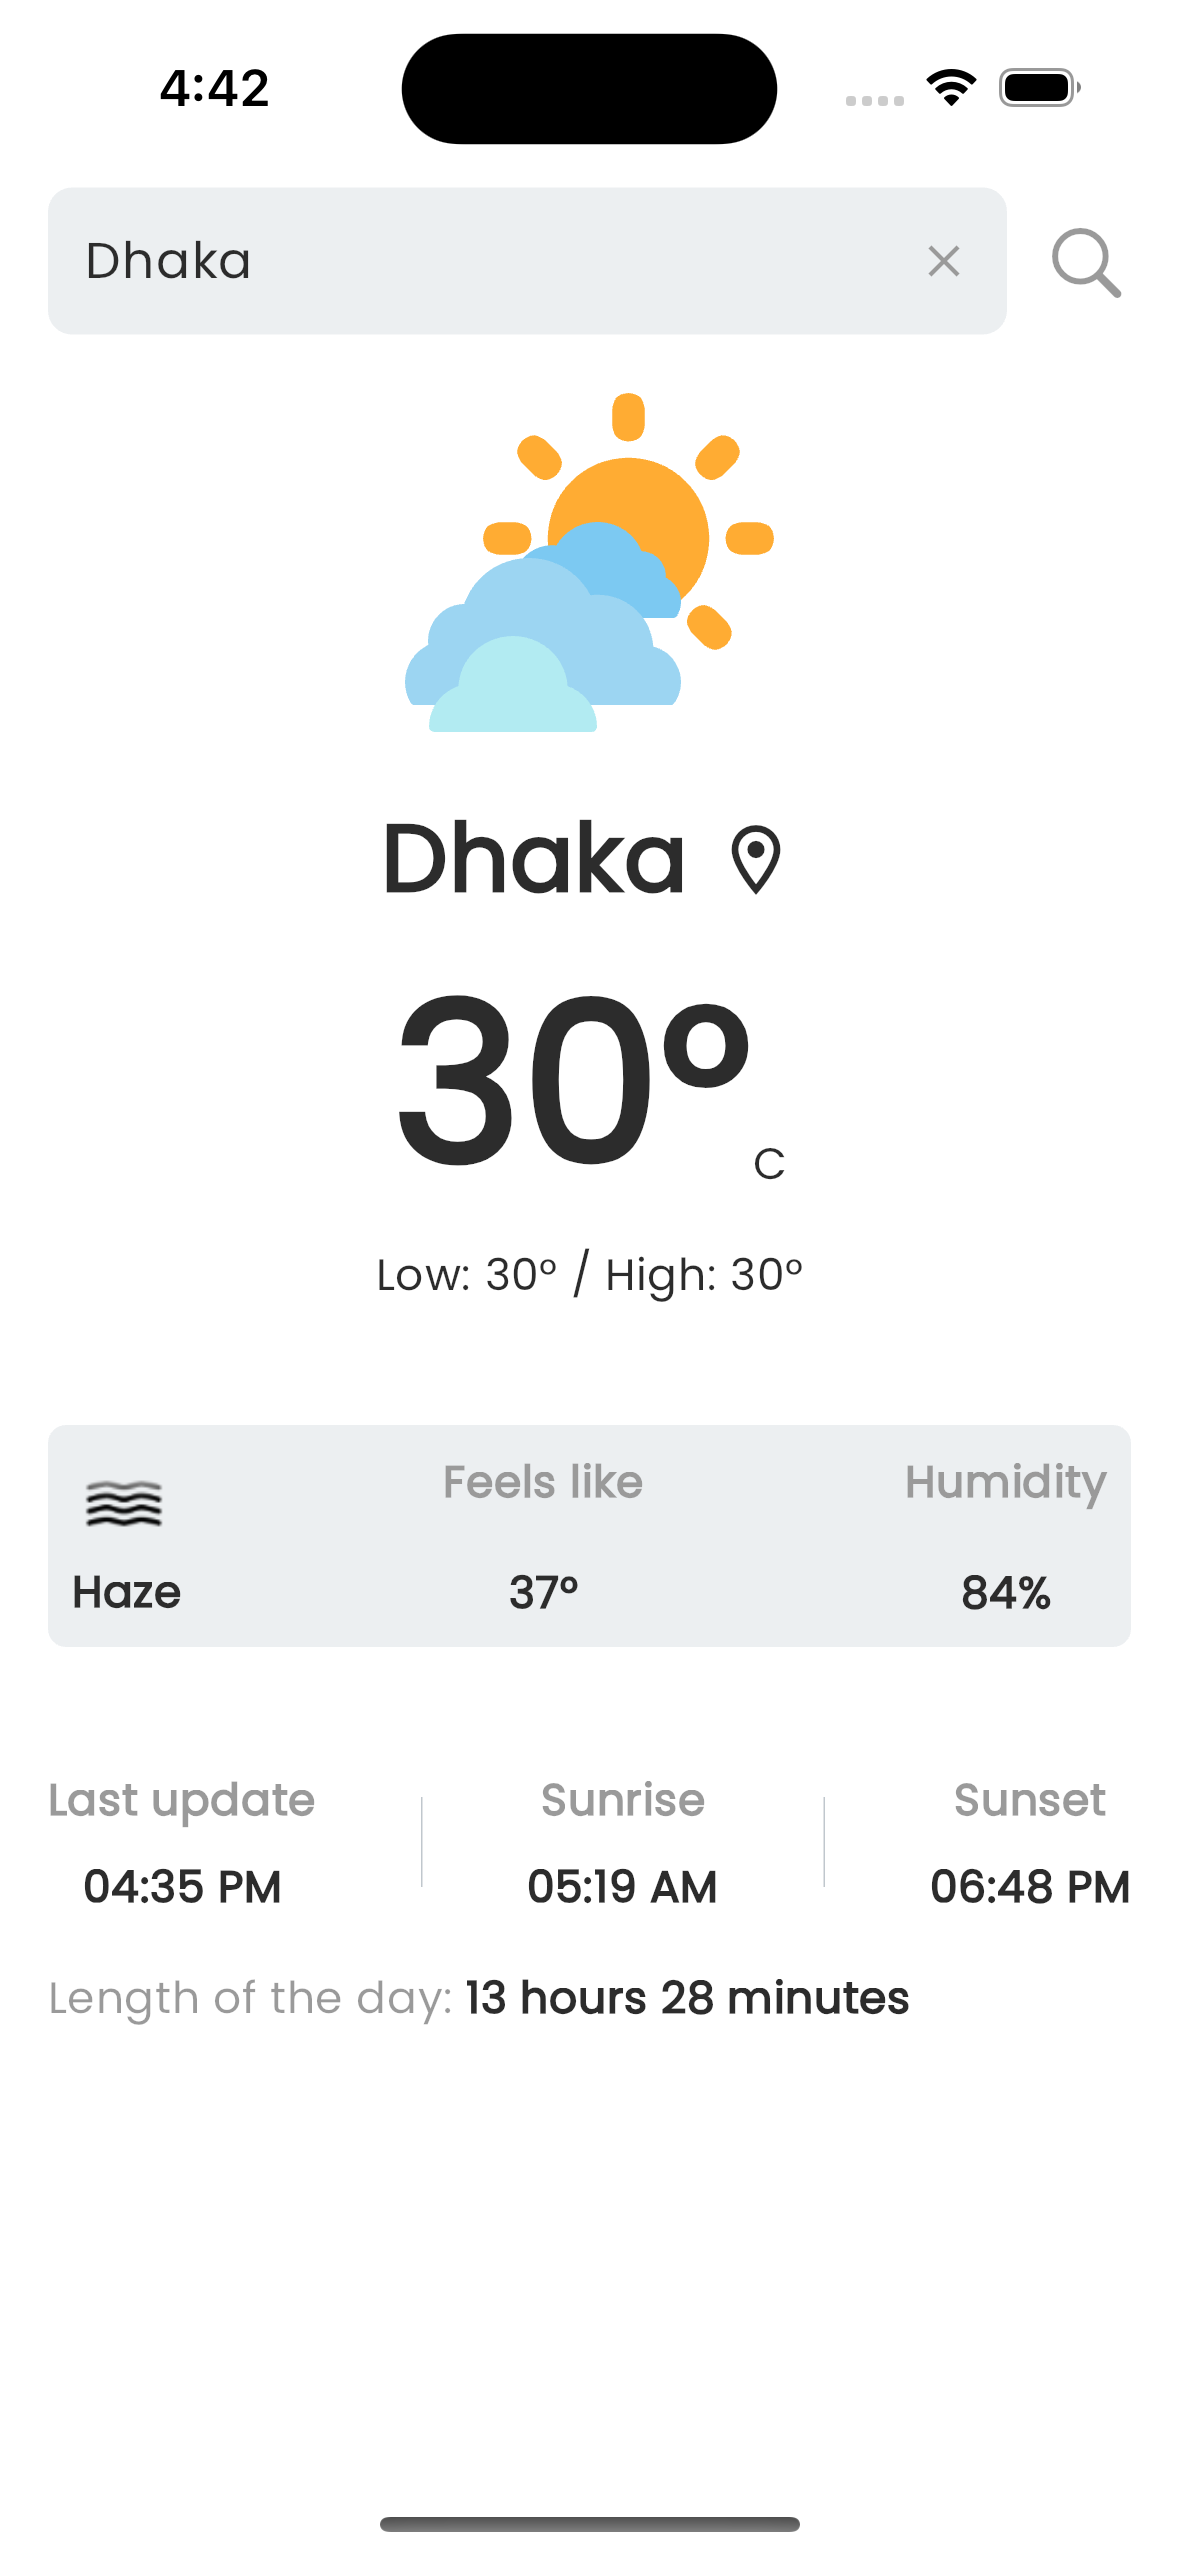 4:42
Dhaka
Dhaka
30°
C
Low: 30° / High: 30°
Feels like Humidity
Haze 37° 84%
Last update Sunrise Sunset
04:35 PM 05:19 AM 06:48 PM
Length of the day: 13 hours 28 minutes